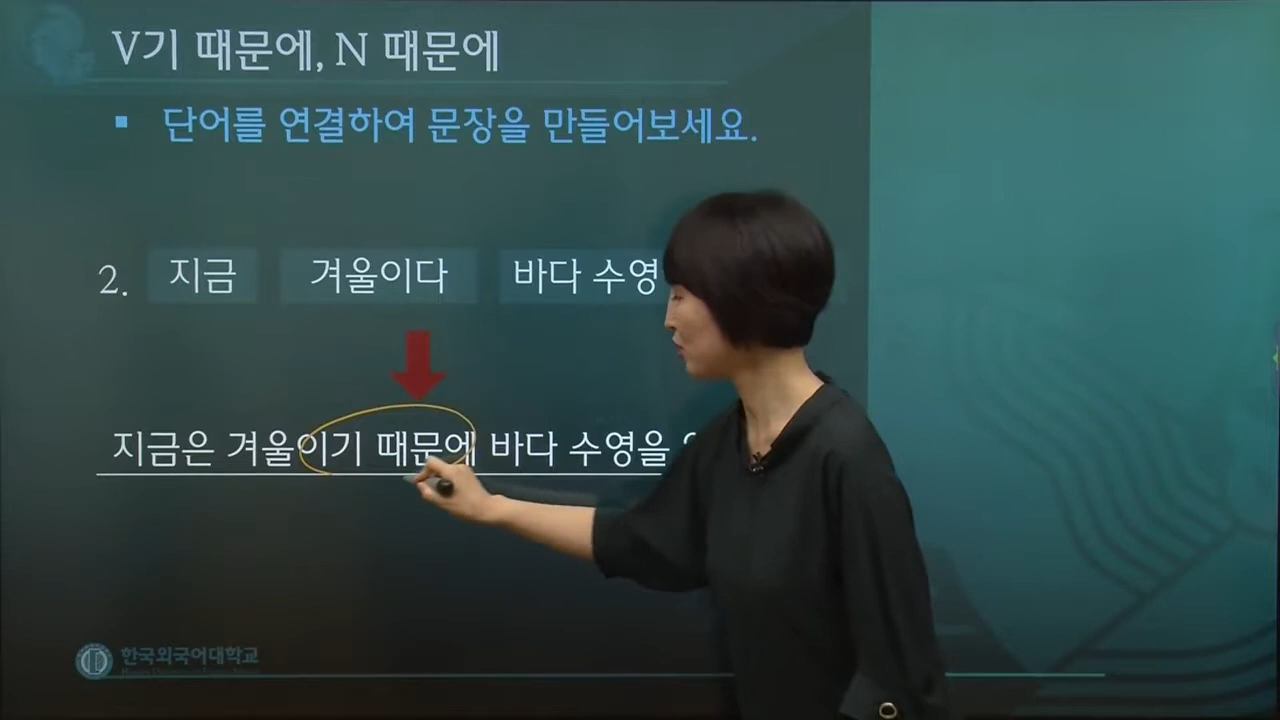 V기 때문에, N 때문에
▪ 단어를 연결하여 문장을 만들어보세요.
2. 지금 겨울이다 바다 수영
지금은 겨울이기 때문에 바다 수영을
한국외국어대학교